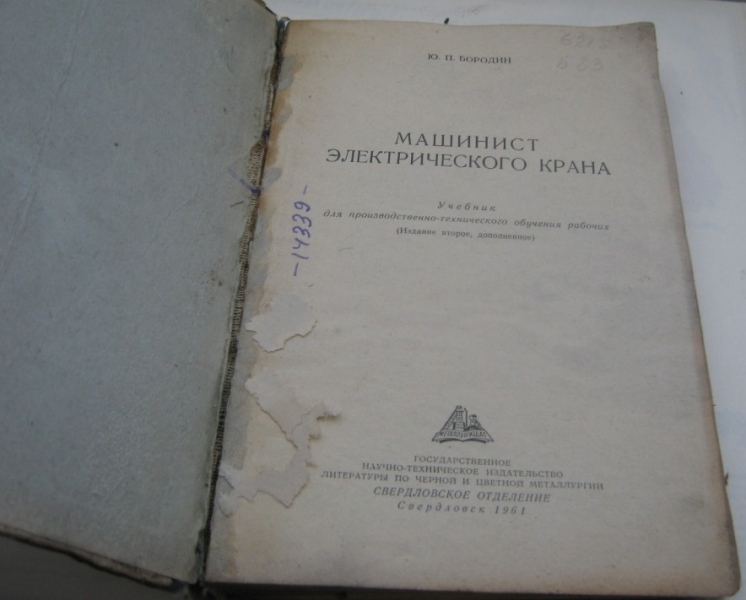 Ю. П. БОРОДИН
МАШИНИСТ
ЭЛЕКТРИЧЕСКОГО КРАНА
Учебник
для производственно-технического обучения рабочих
(Издание второе, дополненное)
-14339-
ГОСУДАРСТВЕННОЕ
НАУЧНО-ТЕХНИЧЕСКОЕ ИЗДАТЕЛЬСТВО
ЛИТЕРАТУРЫ ПО ЧЕРНОЙ И ЦВЕТНОЙ МЕТАЛЛУРГИИ
СВЕРДЛОВСКОЕ ОТДЕЛЕНИЕ
Свердловск 1961